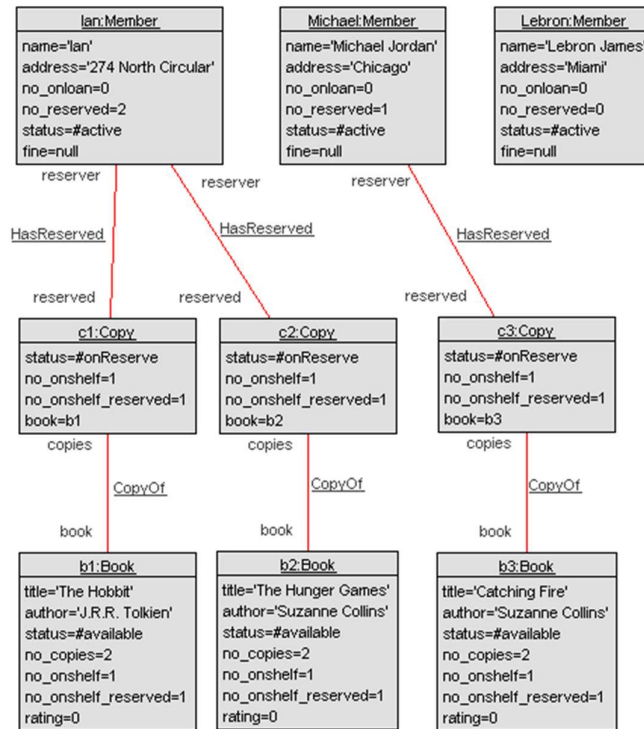 Ian:Member
name='Ian'
address='274 North Circular'
no_onloan=0
no_reserved=2
status=#active
fine=null
Michael:Member
name='Michael Jordan'
address='Chicago'
no_onloan=0
no_reserved=1
status=#active
fine=null
Lebron:Member
name='Lebron James'
address='Miami'
no_onloan=0
no_reserved=0
status=#active
fine=null
reserver
reserver
reserver
HasReserved
HasReserved
HasReserved
reserved
reserved
reserved
c1:Copy
status=#onReserve
no_onshelf=1
no_onshelf_reserved=1
book=b1
c2:Copy
status=#onReserve
no_onshelf=1
no_onshelf_reserved=1
book=b2
c3:Copy
status=#onReserve
no_onshelf=1
no_onshelf_reserved=1
book=b3
copies
copies
copies
CopyOf
CopyOf
CopyOf
book
book
book
b1:Book
title='The Hobbit'
author='J.R.R. Tolkien'
status=#available
no_copies=2
no_onshelf=1
no_onshelf_reserved=1
rating=0
b2:Book
title='The Hunger Games'
author='Suzanne Collins'
status=#available
no_copies=2
no_onshelf=1
no_onshelf_reserved=1
rating=0
b3:Book
title='Catching Fire'
author='Suzanne Collins'
status=#available
no_copies=2
no_onshelf=1
no_onshelf_reserved=1
rating=0